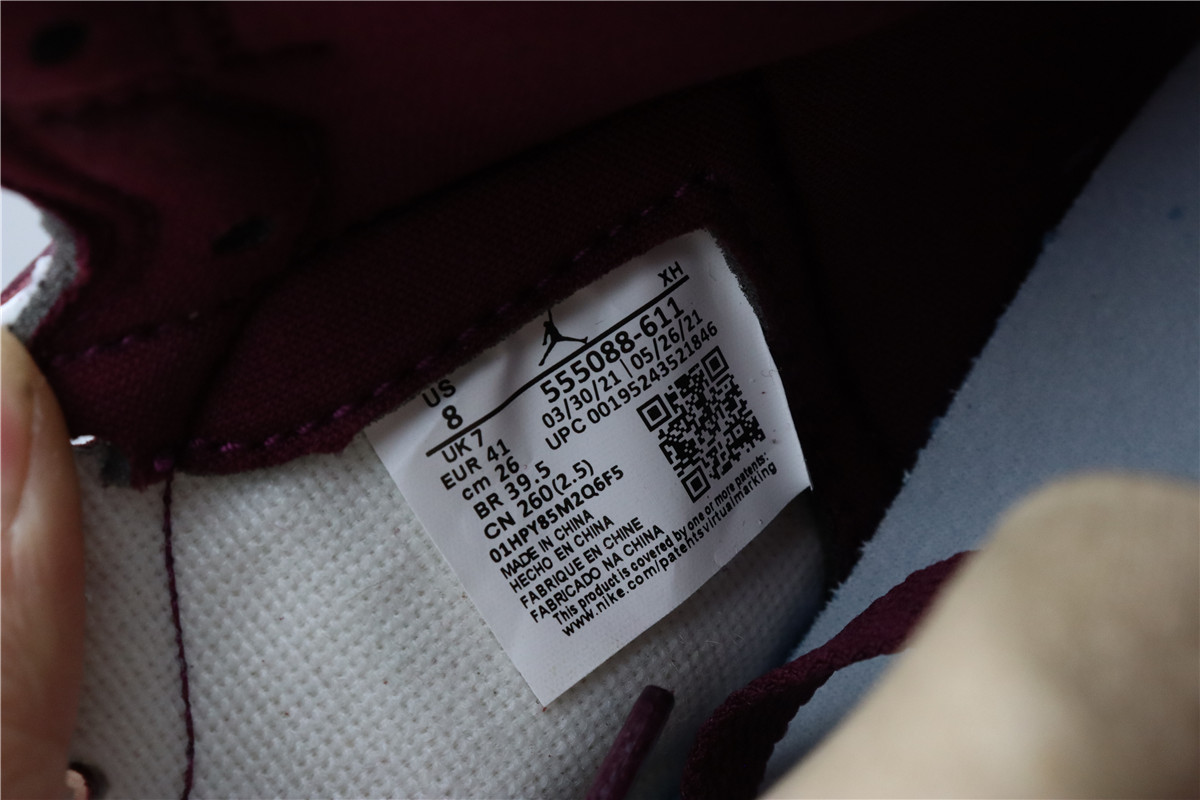 XH
US
8
555088-611
UK 7
03/30/21 | 05/26/21
EUR 41
UPC 00195243521846
cm 26
BR 39.5
CN 260(2.5)
01HPY85M2Q6F5
MADE IN CHINA
HECHO EN CHINA
FABRIQUE EN CHINE
FABRICADO NA CHINA
This product is covered by one or more patents:
www.nike.com/patentsvirtualmarking